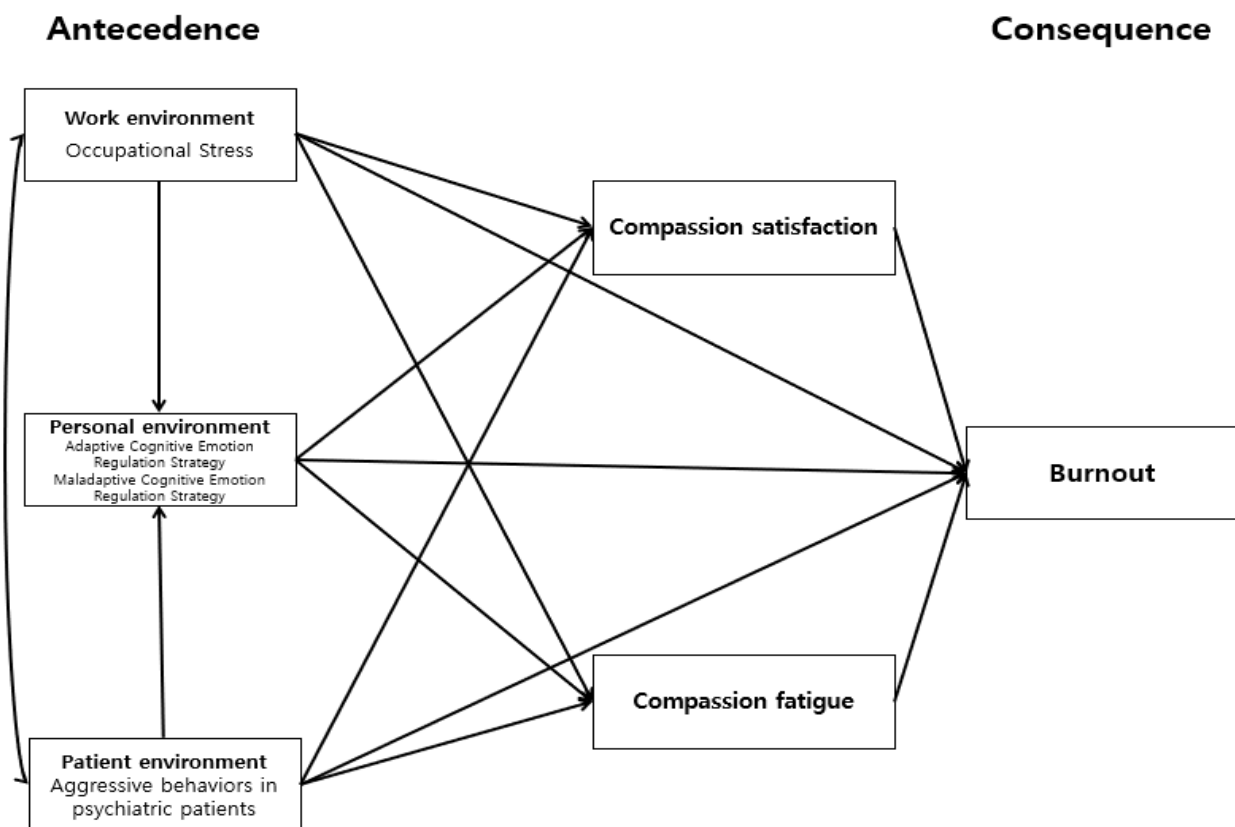 Antecedence
Consequence
Work environment
Occupational Stress
Compassion satisfaction
Personal environment
Adaptive Cognitive Emotion
Regulation Strategy
Maladaptive Cognitive Emotion
Regulation Strategy
Burnout
Compassion fatigue
Patient environment
Aggressive behaviors in
psychiatric patients